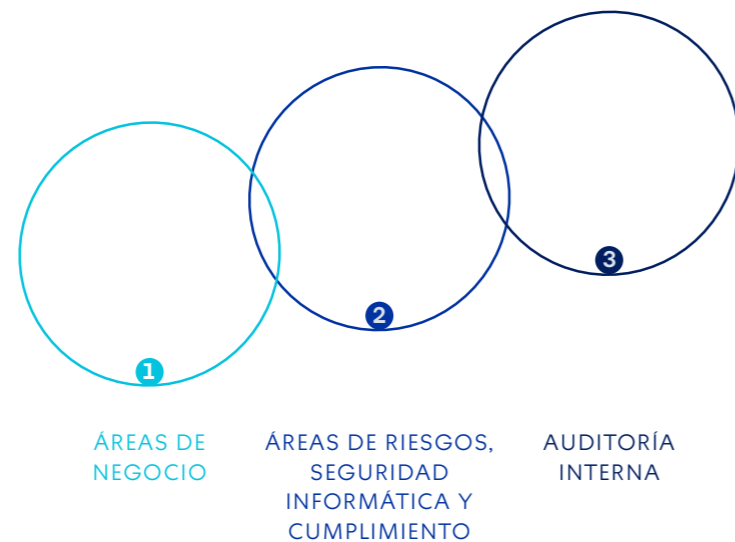 3
2
1
ÁREAS DE
NEGOCIO
ÁREAS DE RIESGOS,
SEGURIDAD
INFORMÁTICA Y
CUMPLIMIENTO
AUDITORÍA
INTERNA